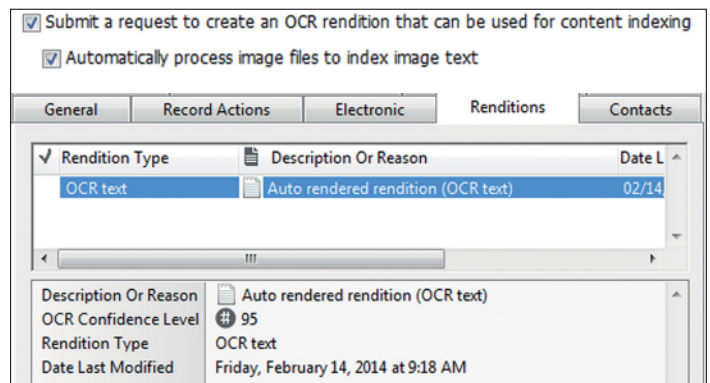 Submit a request to create an OCR rendition that can be used for content indexing
Automatically process image files to index image text
General Record Actions Electronic Renditions Contacts
Rendition Type Description Or Reason Date L
OCR text Auto rendered rendition (OCR text) 02/14
Description Or Reason Auto rendered rendition (OCR text)
OCR Confidence Level # 95
Rendition Type OCR text
Date Last Modified Friday, February 14, 2014 at 9:18 AM